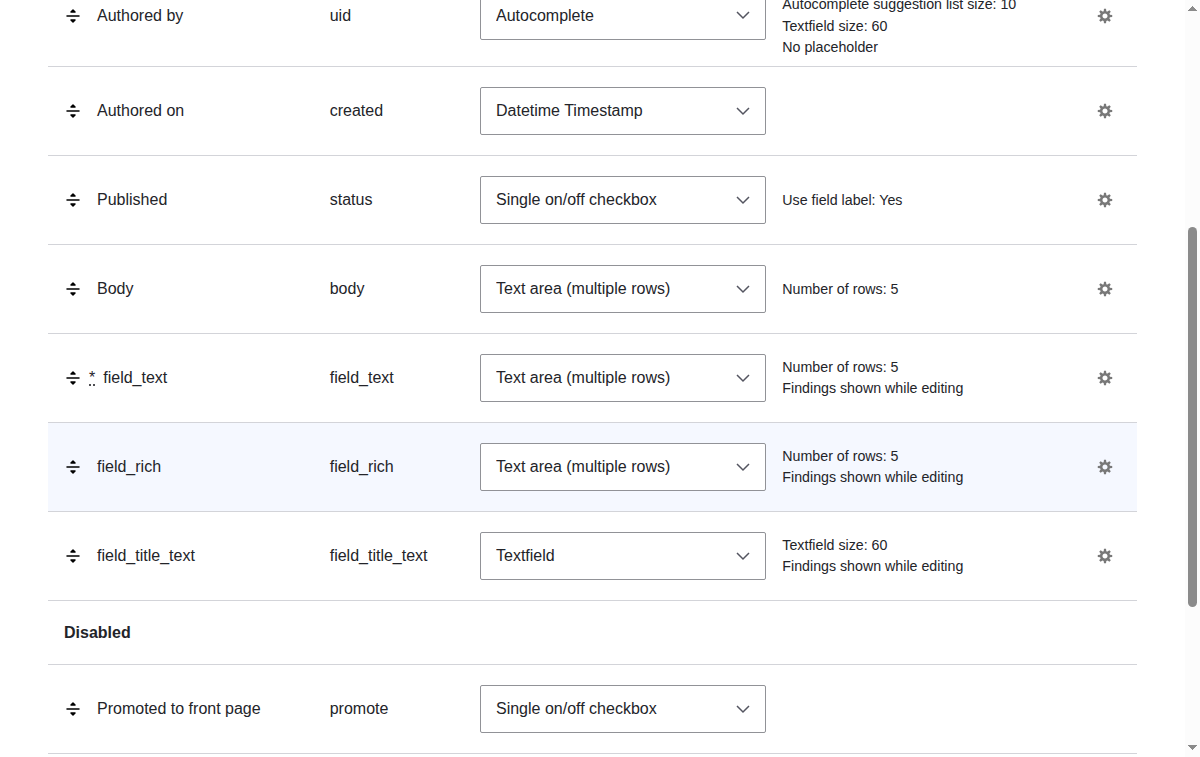 Authored by uid Autocomplete Autocomplete suggestion list size: 10
Textfield size: 60
No placeholder
Authored on created Datetime Timestamp
Published status Single on/off checkbox Use field label: Yes
Body body Text area (multiple rows) Number of rows: 5
* field_text field_text Text area (multiple rows) Number of rows: 5
Findings shown while editing
field_rich field_rich Text area (multiple rows) Number of rows: 5
Findings shown while editing
field_title_text field_title_text Textfield Textfield size: 60
Findings shown while editing
Disabled
Promoted to front page promote Single on/off checkbox